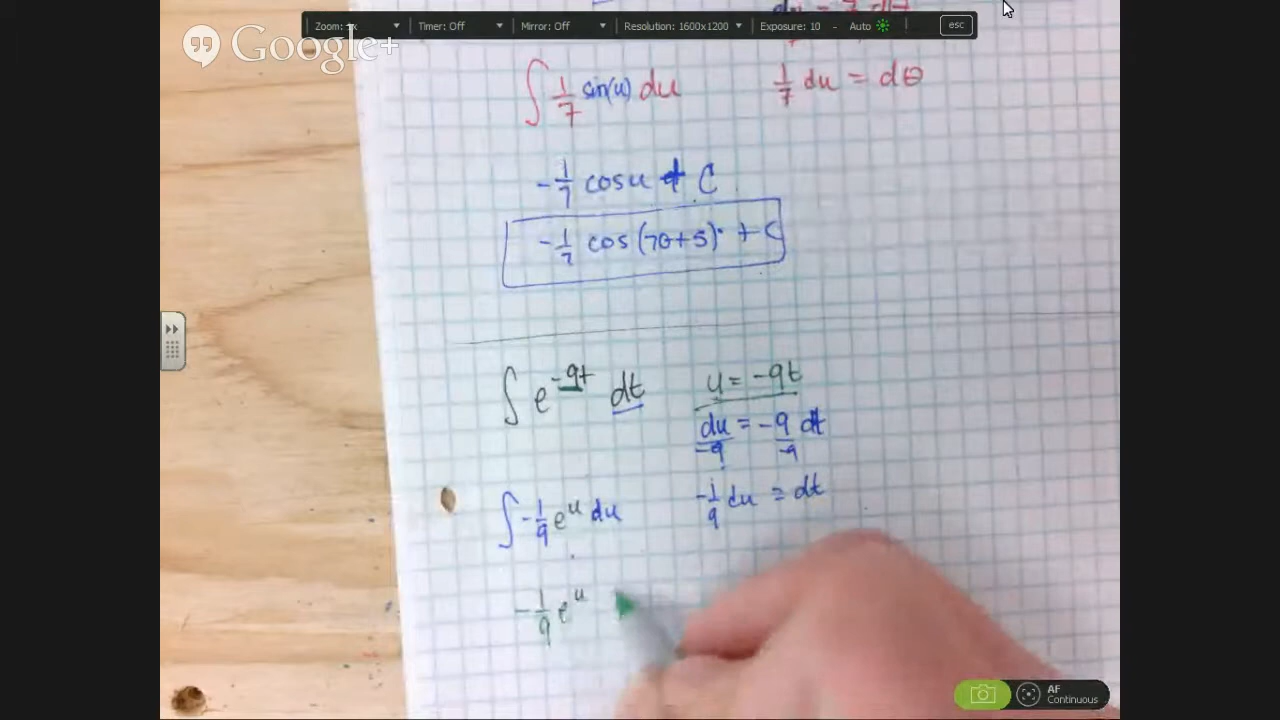 Zoom: 1x Timer: Off Mirror: Off Resolution: 1600x1200 Exposure: 10 - Auto esc
Google+
∫ 1/7 sin(u) du 1/7 du = dθ
-1/7 cosu + C
-1/7 cos(7θ+5) + C
∫ e^-9t dt u = -9t
du/-9 = -9/-9 dt
∫ -1/9 e^u du -1/9 du = dt
-1/9 e^u
AF
Continuous